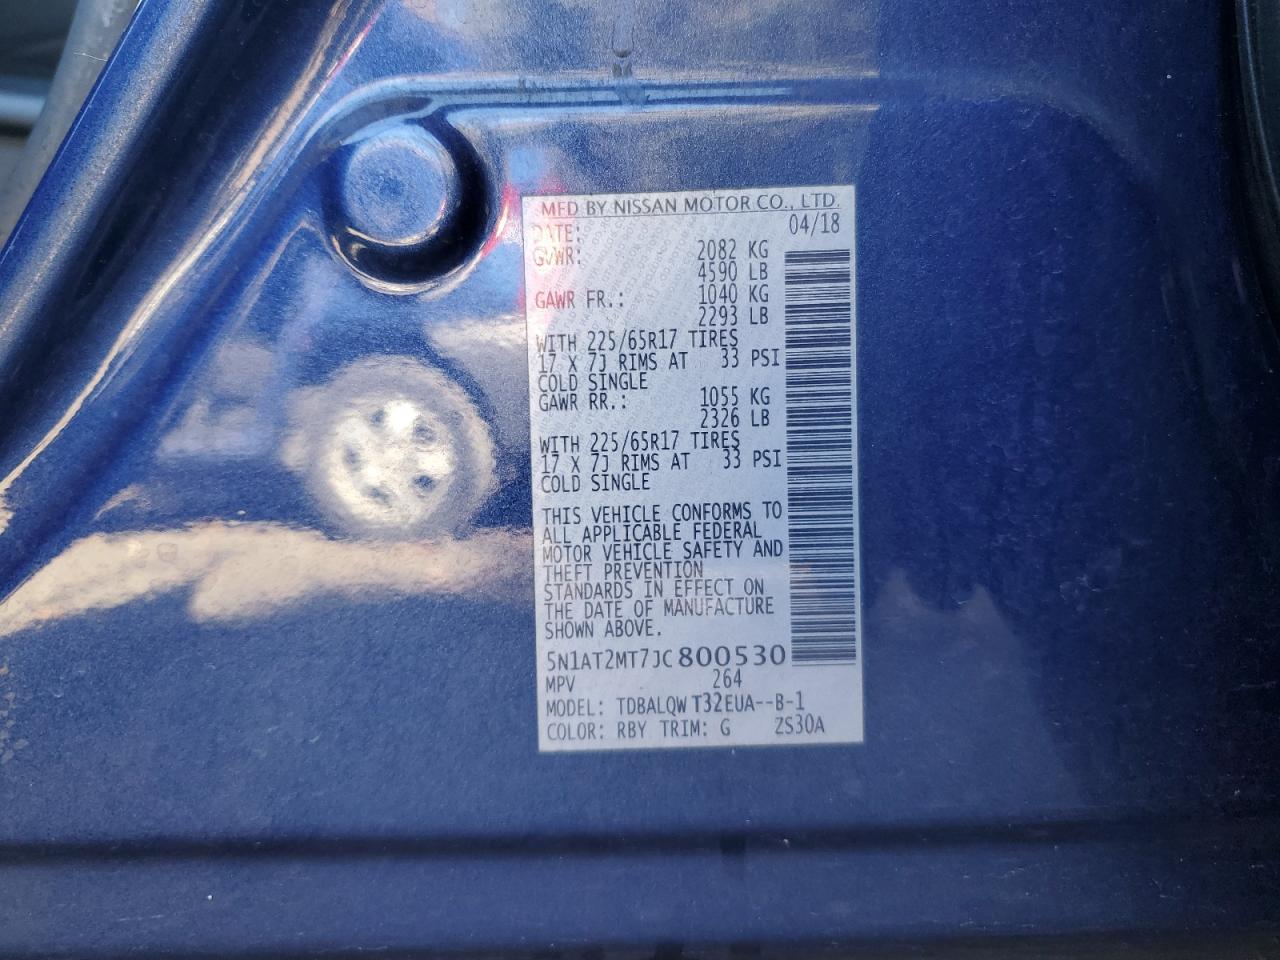 MFD BY NISSAN MOTOR CO., LTD.
DATE: 04/18
GVWR: 2082 KG
4590 LB
GAWR FR.: 1040 KG
2293 LB
WITH 225/65R17 TIRES
17 X 7J RIMS AT 33 PSI
COLD SINGLE
GAWR RR.: 1055 KG
2326 LB
WITH 225/65R17 TIRES
17 X 7J RIMS AT 33 PSI
COLD SINGLE
THIS VEHICLE CONFORMS TO
ALL APPLICABLE FEDERAL
MOTOR VEHICLE SAFETY AND
THEFT PREVENTION
STANDARDS IN EFFECT ON
THE DATE OF MANUFACTURE
SHOWN ABOVE.
5N1AT2MT7JC800530
MPV 264
MODEL: TDBALQW T32EUA--B-1
COLOR: RBY TRIM: G ZS30A